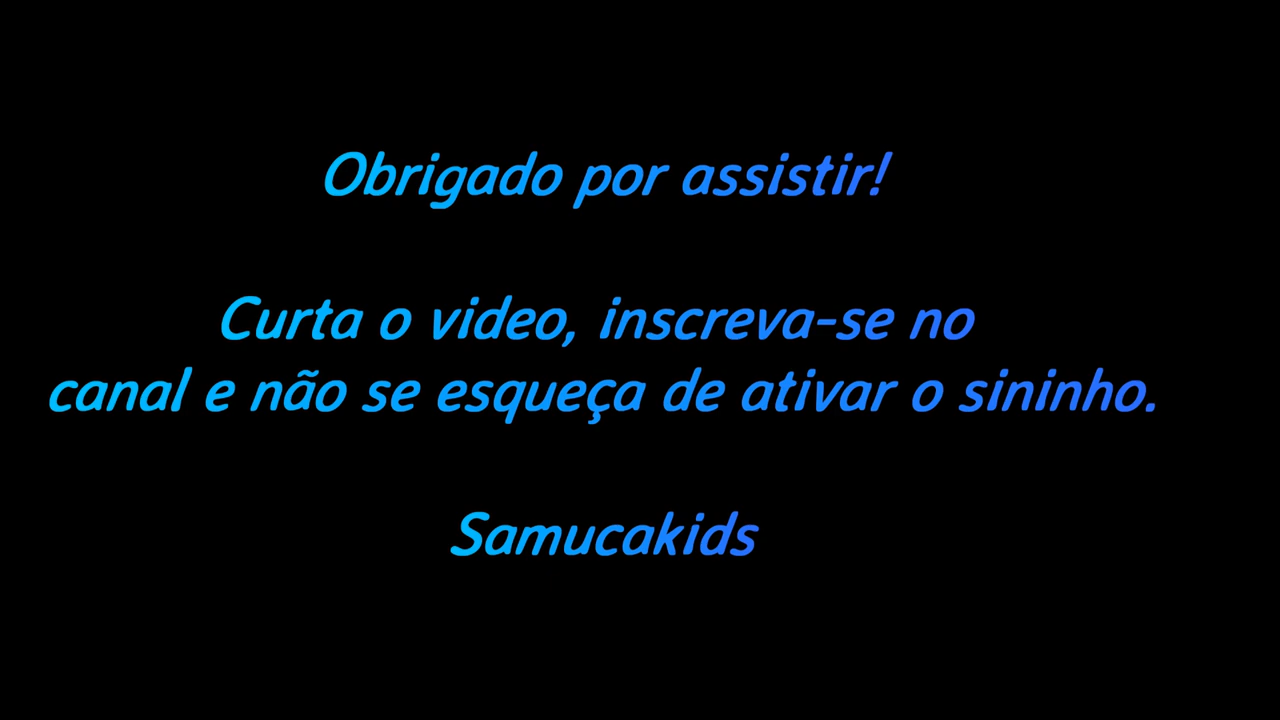 Obrigado por assistir!
Curta o video, inscreva-se no
canal e não se esqueça de ativar o sininho.
Samucakids